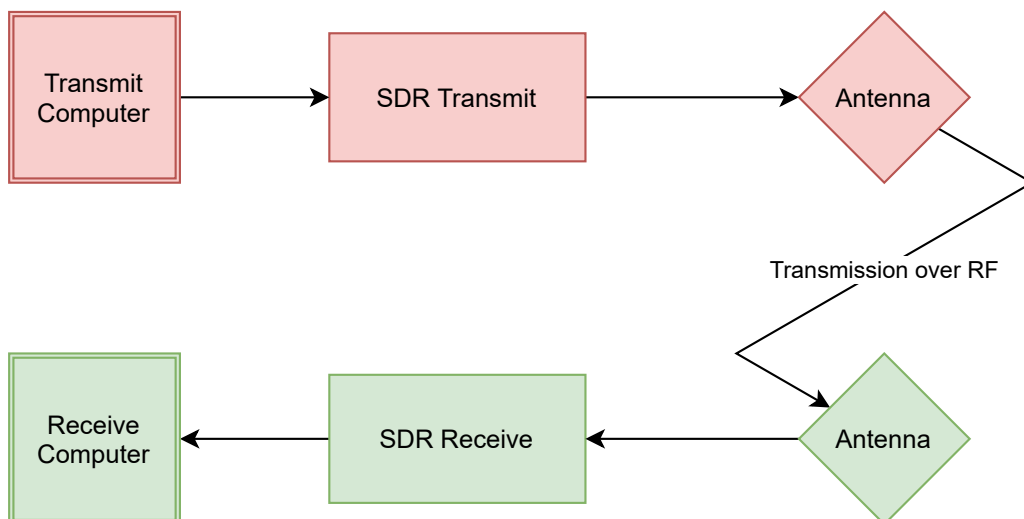 Transmit
Computer
SDR Transmit
Antenna
Transmission over RF
Receive
Computer
SDR Receive
Antenna